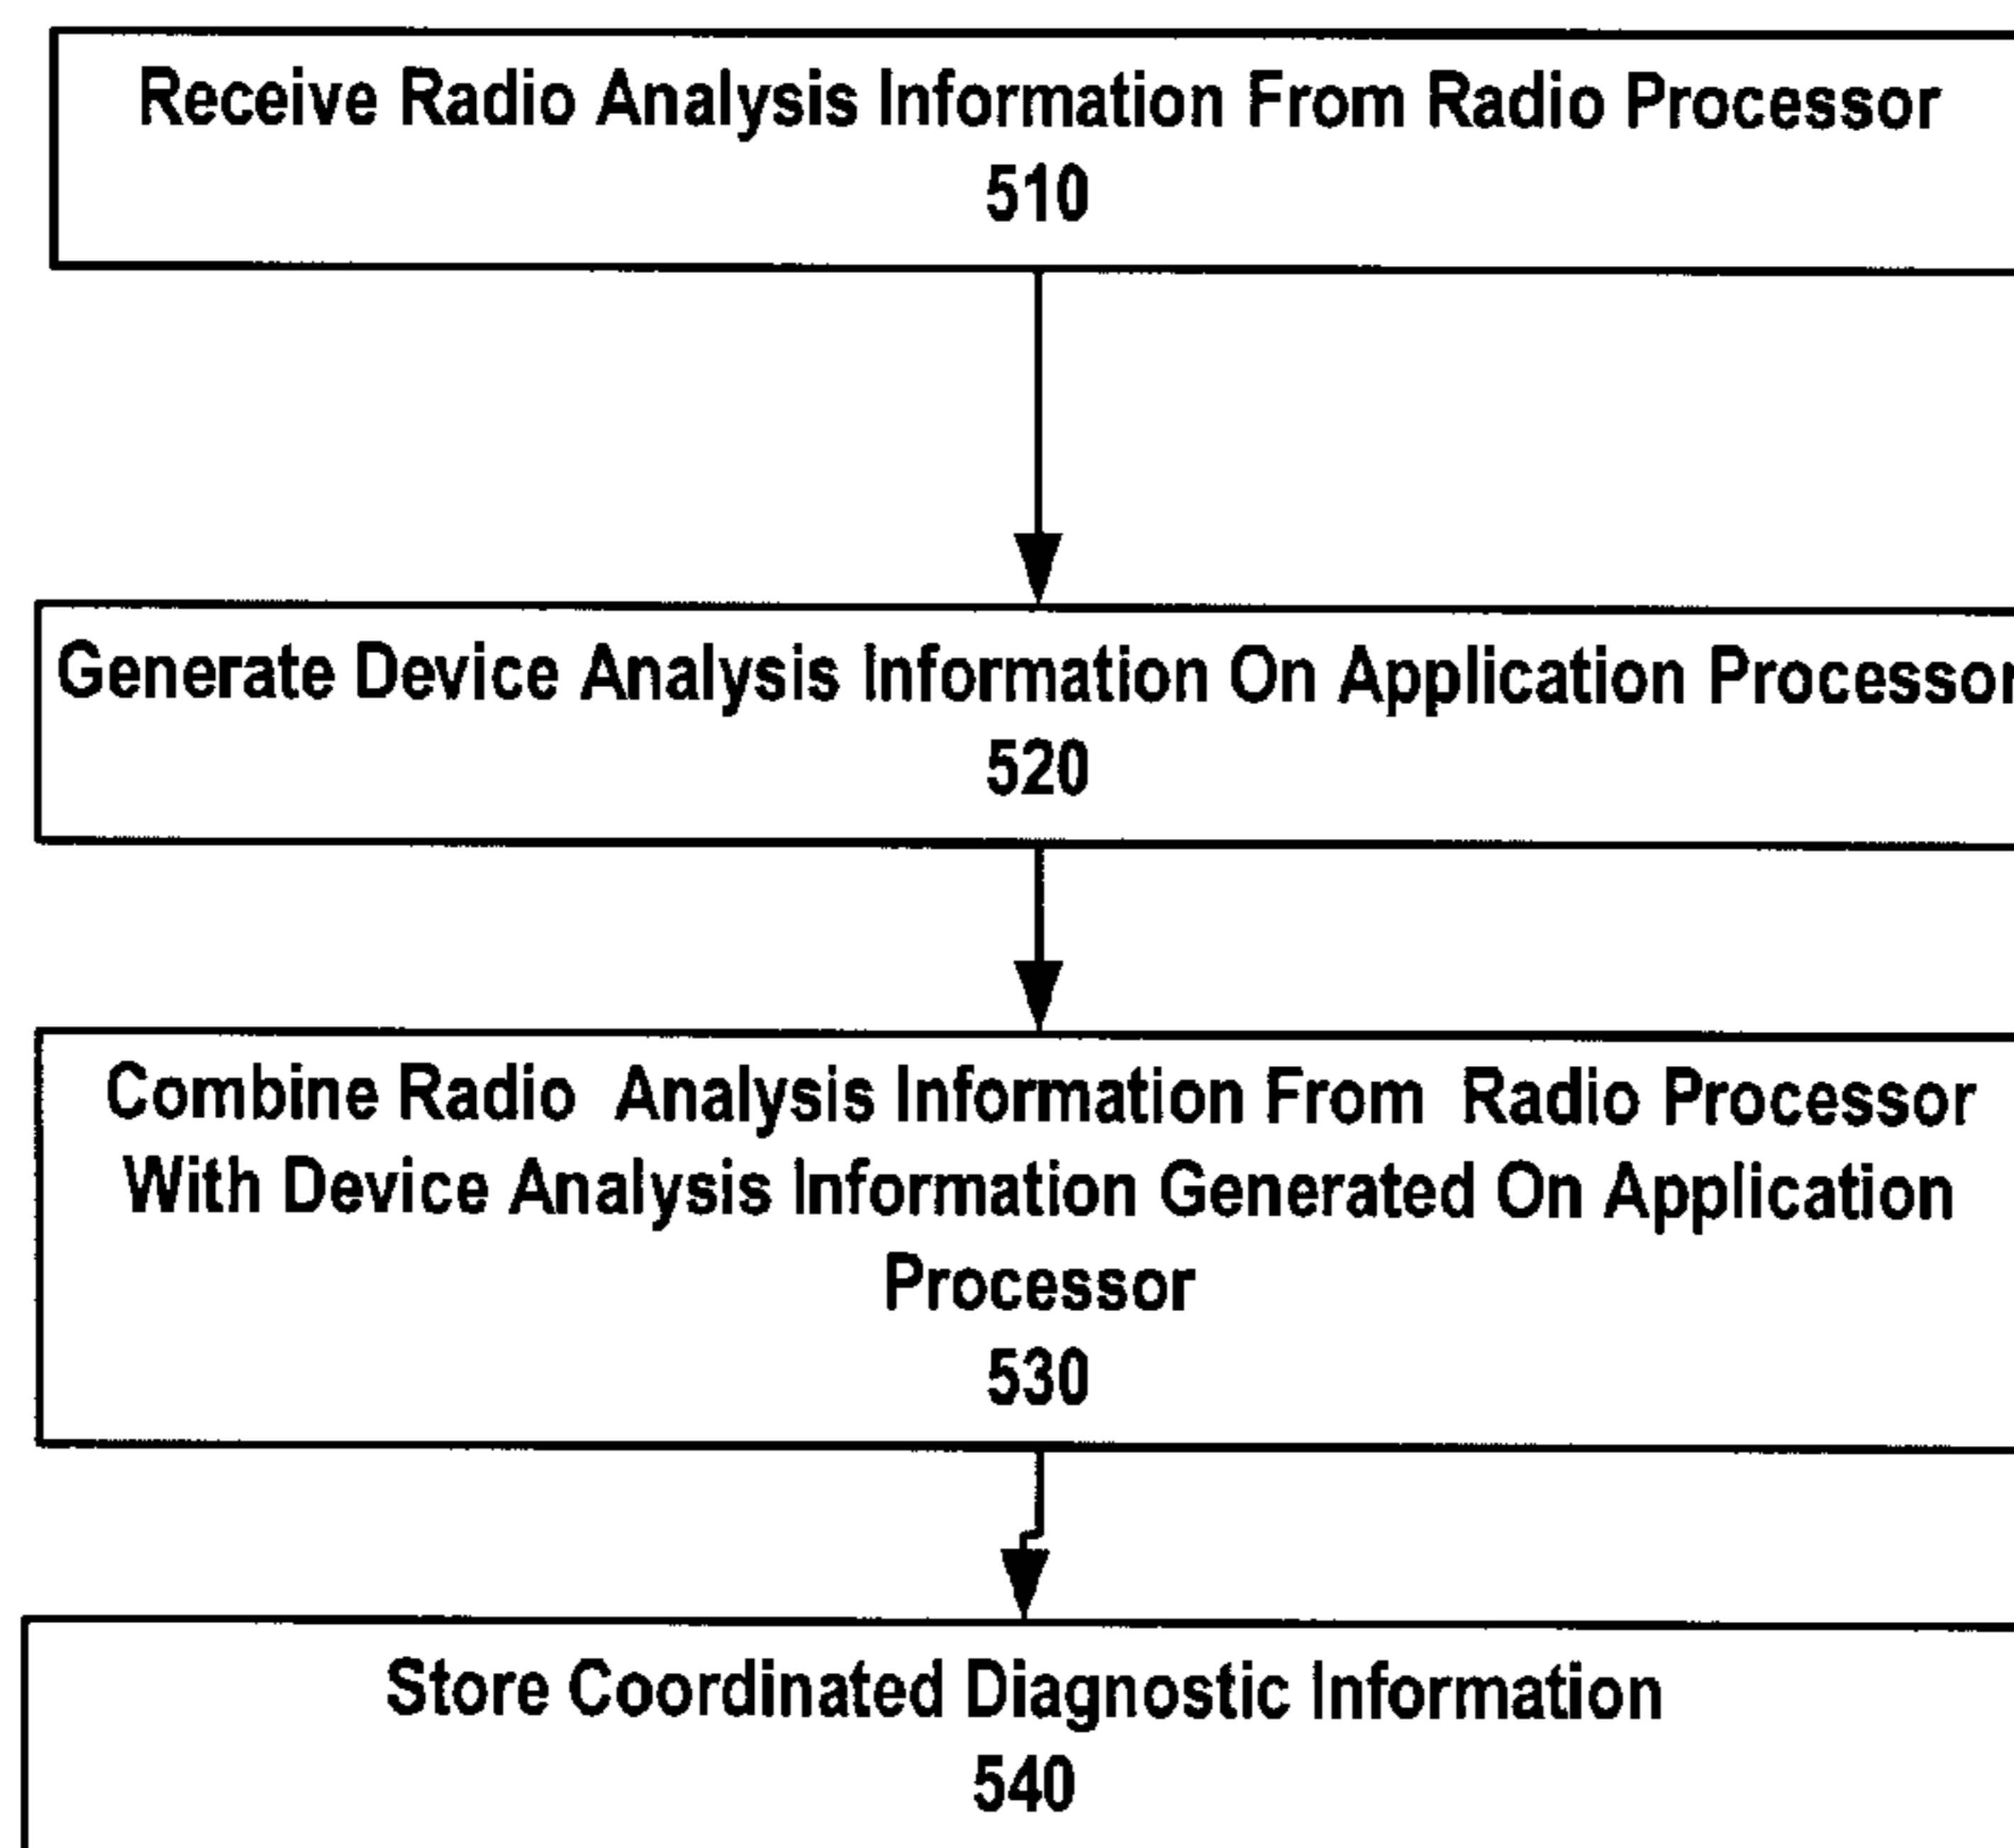 Receive Radio Analysis Information From Radio Processor
510
Generate Device Analysis Information On Application Processor
520
Combine Radio Analysis Information From Radio Processor
With Device Analysis Information Generated On Application
Processor
530
Store Coordinated Diagnostic Information
540